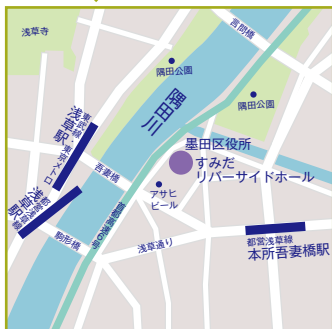 浅草寺
言問橋
隅田公園
隅田川
隅田公園
東武線・東京メトロ
浅草駅
墨田区役所
すみだ
リバーサイドホール
吾妻橋
アサヒ
ビール
都営浅草線
浅草駅
首都高速6号
駒形橋
浅草通り
都営浅草線
本所吾妻橋駅